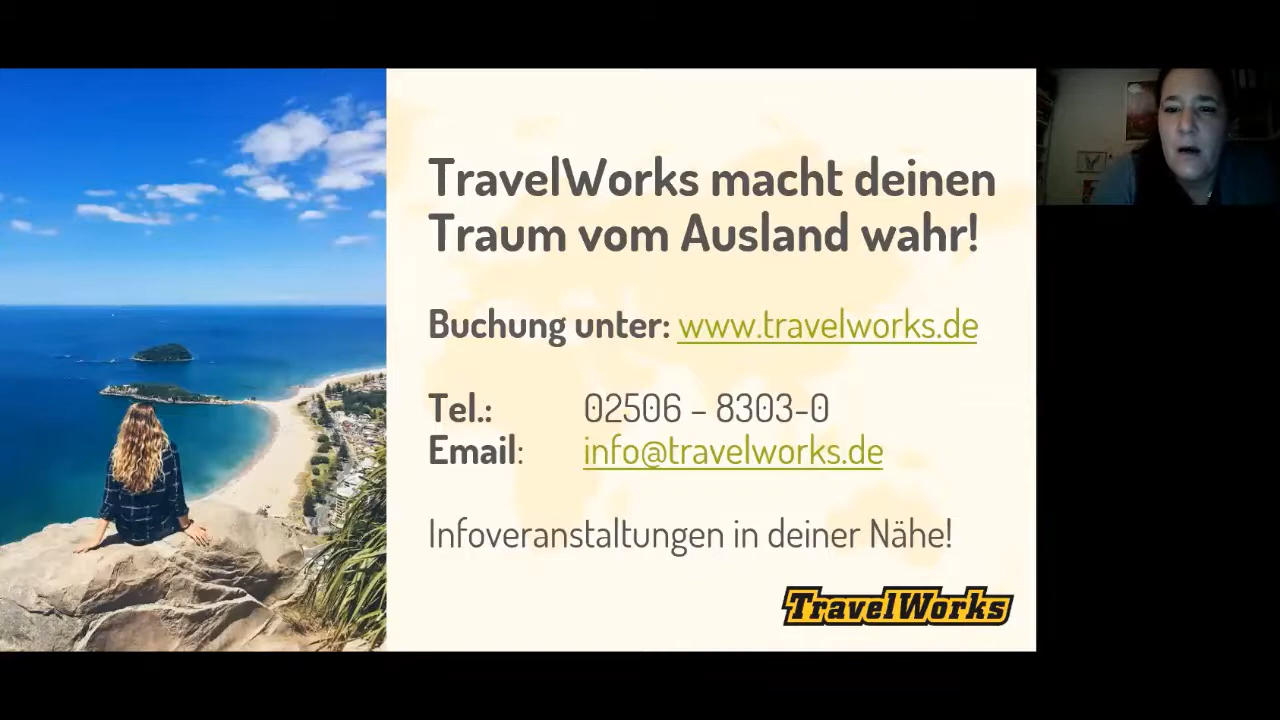 TravelWorks macht deinen
Traum vom Ausland wahr!
Buchung unter: www.travelworks.de
Tel.: 02506 – 8303-0
Email: info@travelworks.de
Infoveranstaltungen in deiner Nähe!
TravelWorks